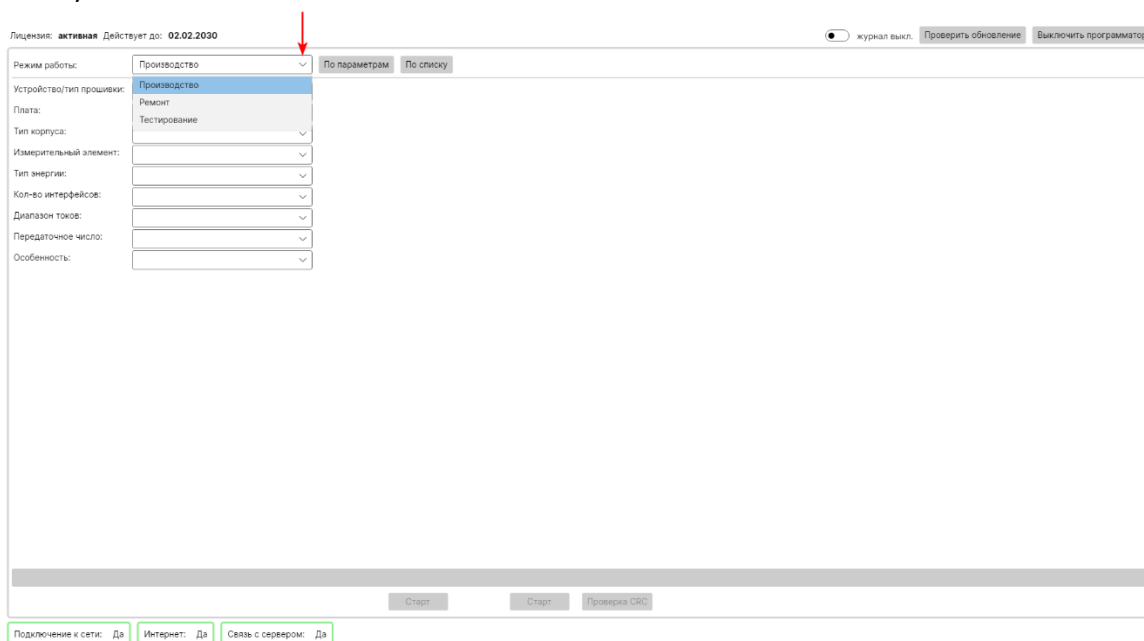 Лицензия: активная Действует до: 02.02.2030 журнал выкл. Проверить обновление Выключить программатор
Режим работы: Производство По параметрам По списку
Устройство/тип прошивки: Производство
Ремонт
Плата:
Тестирование
Тип корпуса:
Измерительный элемент:
Тип энергии:
Кол-во интерфейсов:
Диапазон токов:
Передаточное число:
Особенность:
Старт Старт Проверка CRC
Подключение к сети: Да Интернет: Да Связь с сервером: Да